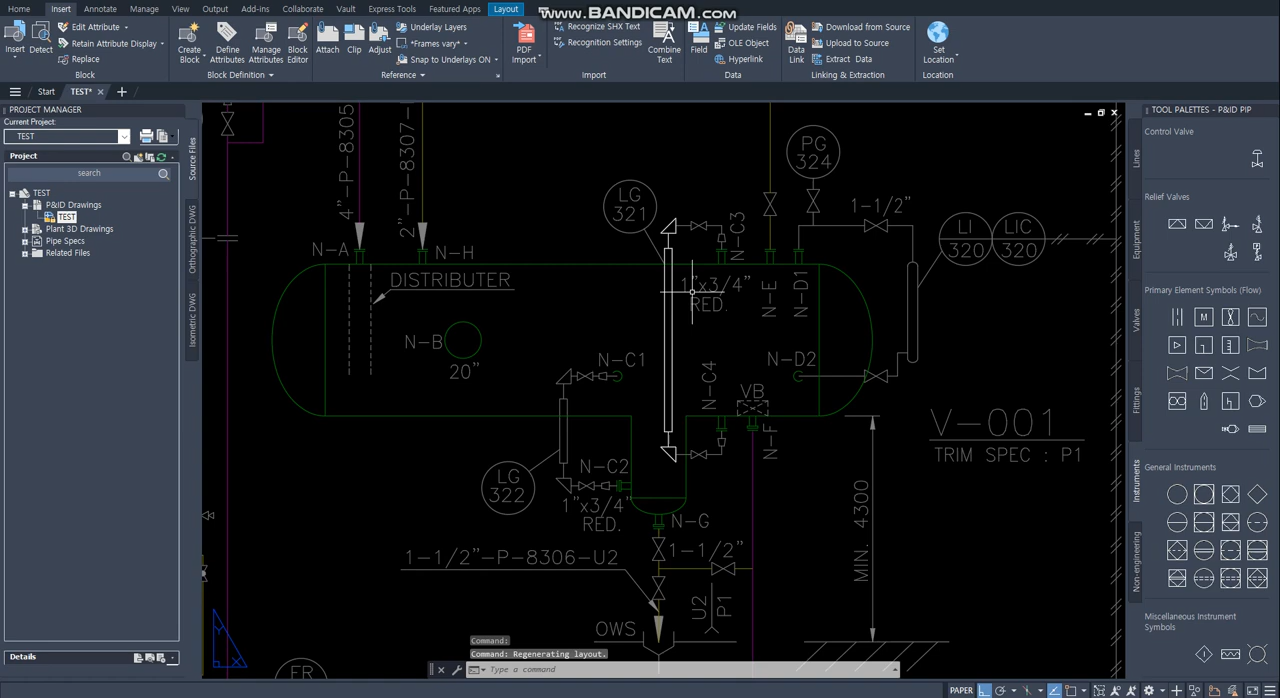 www.BANDICAM.com
Home Insert Annotate Manage View Output Add-ins Collaborate Vault Express Tools Featured Apps Layout
Insert
Detect
Edit Attribute
Retain Attribute Display
Replace
Block
Create Block
Define Attributes
Manage Attributes
Block Editor
Block Definition
Attach
Clip
Adjust
Underlay Layers
*Frames vary*
Snap to Underlays ON
Reference
PDF Import
Recognize SHX Text
Recognition Settings
Combine Text
Import
Field
Update Fields
OLE Object
Hyperlink
Data
Data Link
Download from Source
Upload to Source
Extract Data
Linking & Extraction
Set Location
Location
Start TEST*
PROJECT MANAGER
Current Project:
TEST
Project
search
TEST
P&ID Drawings
TEST
Plant 3D Drawings
Pipe Specs
Related Files
Details
Source Files
Orthographic DWG
Isometric DWG
4"-P-8305
2"-P-8307-
N-A
N-H
DISTRIBUTER
N-B
20"
LG
321
N-C3
1"x3/4"
RED.
N-E
N-D1
PG
324
1-1/2"
LI
320
LIC
320
N-C1
N-C4
N-D2
VB
N-F
LG
322
N-C2
1"x3/4"
RED.
N-G
1-1/2"
1-1/2"-P-8306-U2
U2
P1
OWS
MIN. 4300
V-001
TRIM SPEC : P1
Command:
Command: Regenerating layout.
Type a command
PAPER
TOOL PALETTES - P&ID PIP
Lines
Equipment
Valves
Fittings
Instruments
Non-engineering
Control Valve
Relief Valves
Primary Element Symbols (Flow)
M
General Instruments
Miscellaneous Instrument
Symbols